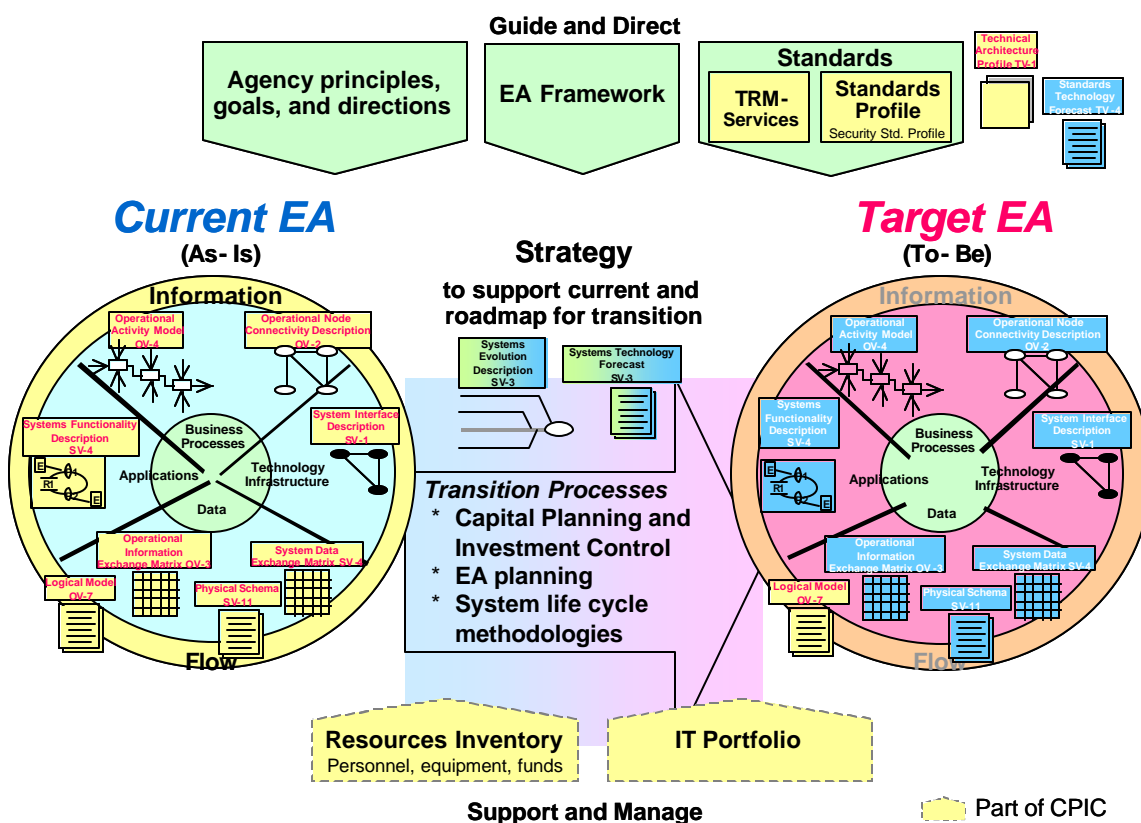 Guide and Direct
Agency principles,
goals, and directions
EA Framework
Standards
TRM-
Services
Standards
Profile
Security Std. Profile
Technical
Architecture
Profile TV-1
Standards
Technology
Forecast TV-4
Current EA
(As- Is)
Strategy
to support current and
roadmap for transition
Target EA
(To- Be)
Information
Operational
Activity Model
OV-4
Operational Node
Connectivity Description
OV-2
Systems Functionality
Description
SV-4
System Interface
Description
SV-1
E
1
R1
2
E
Business
Processes
Applications
Technology
Infrastructure
Data
Operational
Information
Exchange Matrix OV-3
System Data
Exchange Matrix SV-4
Logical Model
OV-7
Physical Schema
SV-11
Flow
Systems
Evolution
Description
SV-3
Systems Technology
Forecast
SV-3
Transition Processes
* Capital Planning and
Investment Control
* EA planning
* System life cycle
methodologies
Information
Operational
Activity Model
OV-4
Operational Node
Connectivity Description
OV-2
Systems
Functionality
Description
SV-4
System Interface
Description
SV-1
E
1
R1
2
E
Business
Processes
Applications
Technology
Infrastructure
Data
Operational
Information
Exchange Matrix OV-3
System Data
Exchange Matrix SV-4
Logical Model
OV-7
Physical Schema
SV-11
Flow
Resources Inventory
Personnel, equipment, funds
IT Portfolio
Support and Manage
Part of CPIC